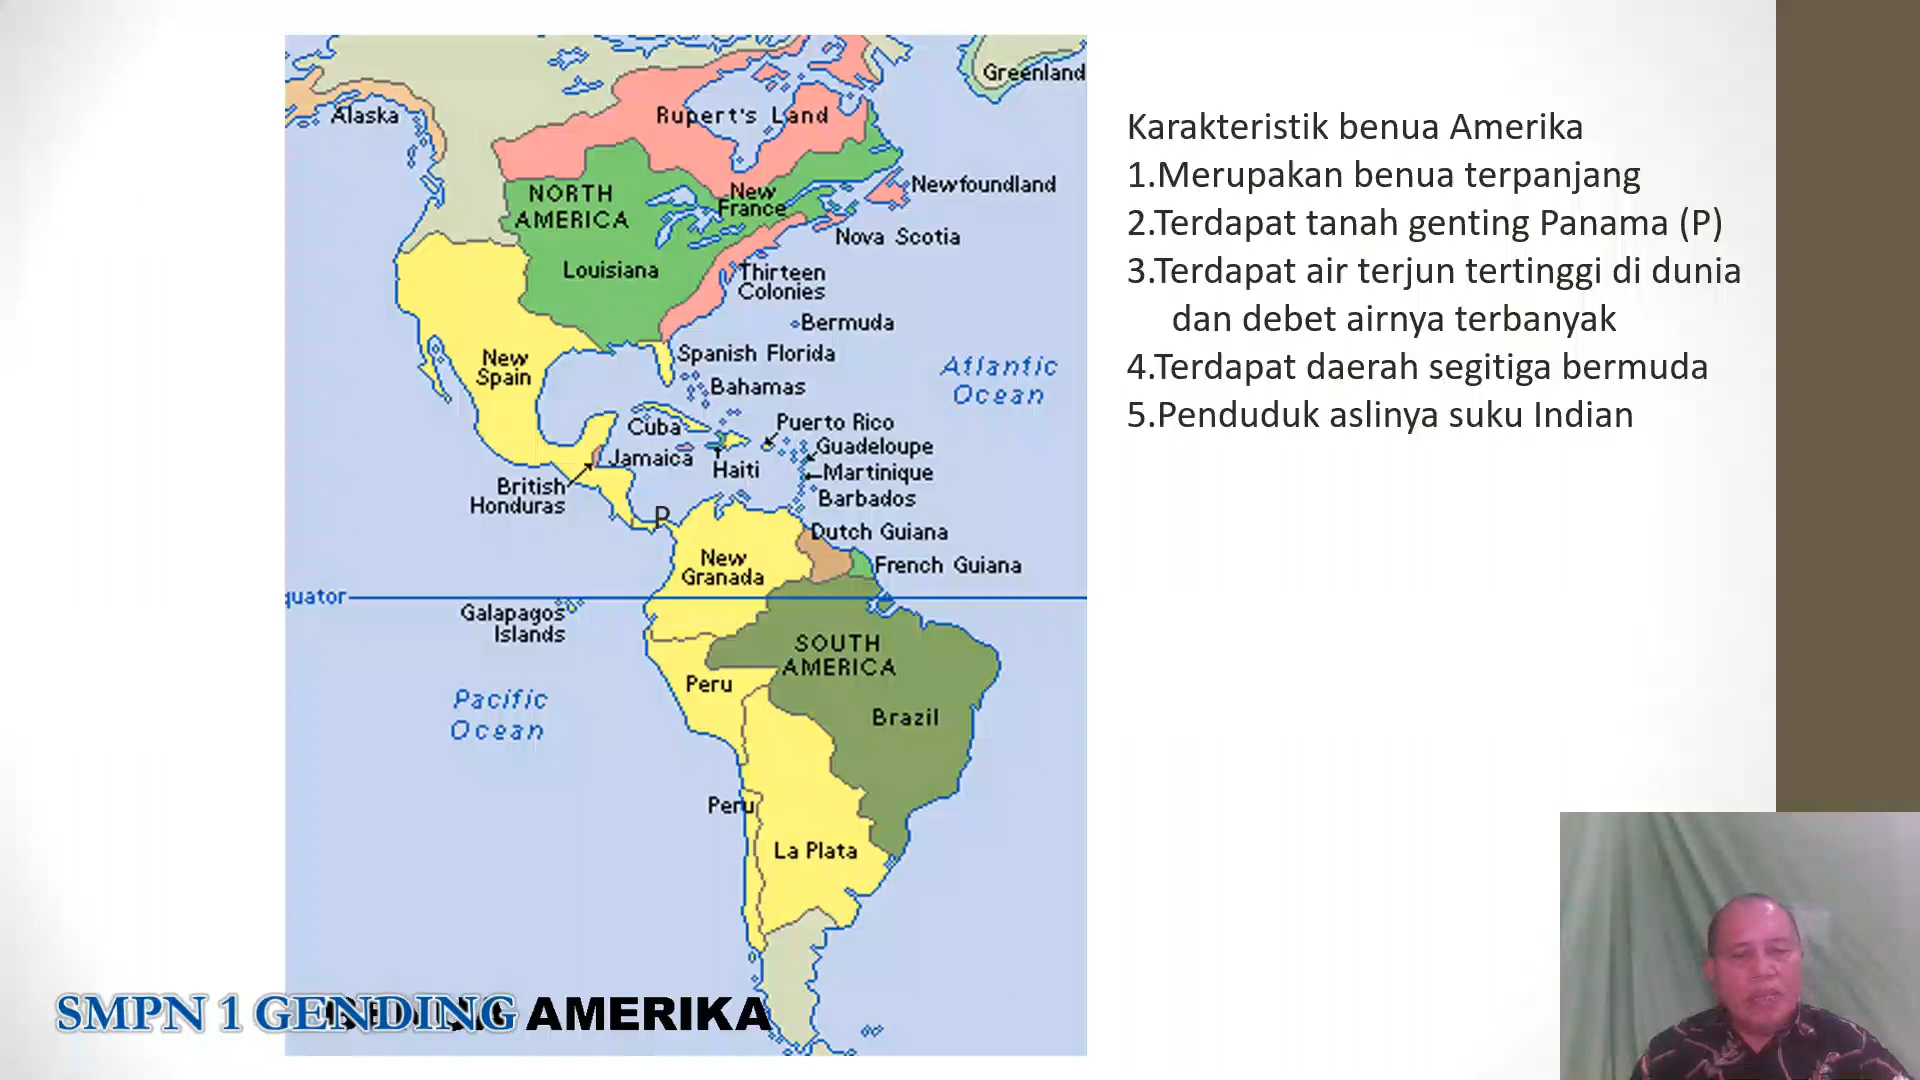 Greenland
Alaska
Rupert's Land
NORTH
AMERICA
New
France
Newfoundland
Nova Scotia
Louisiana
Thirteen
Colonies
Bermuda
New
Spain
Spanish Florida
Atlantic
Ocean
Bahamas
Cuba
Puerto Rico
Guadeloupe
Jamaica
Haiti
Martinique
British
Honduras
Barbados
P
Dutch Guiana
New
Granada
French Guiana
quator
Galapagos
Islands
SOUTH
AMERICA
Peru
Pacific
Ocean
Brazil
Peru
La Plata
SMPN 1 GENDING
AMERIKA
Karakteristik benua Amerika
1.Merupakan benua terpanjang
2.Terdapat tanah genting Panama (P)
3.Terdapat air terjun tertinggi di dunia
dan debet airnya terbanyak
4.Terdapat daerah segitiga bermuda
5.Penduduk aslinya suku Indian